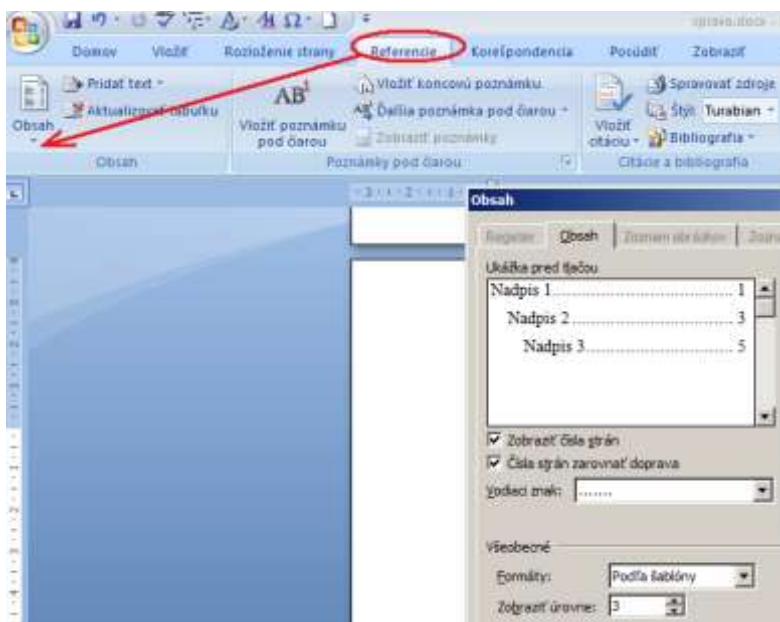 oprava.docx -
Domov Vložiť Rozloženie strany Referencie Korešpondencia Posúdiť Zobraziť
Pridať text Vložiť koncovú poznámku Spravovať zdroje
Aktualizovať tabuľku AB¹ Ďalšia poznámka pod čiarou Štýl: Turabian
Obsah Vložiť poznámku pod čiarou Zobraziť poznámky Vložiť citáciu Bibliografia
Obsah Poznámky pod čiarou Citácie a bibliografia
Obsah
Register Obsah Zoznam obrázkov
Ukážka pred tlačou
Nadpis 1 1
Nadpis 2 3
Nadpis 3 5
Zobraziť čísla strán
Čísla strán zarovnať doprava
Vodiaci znak: .......
Všeobecné
Formáty: Podľa šablóny
Zobraziť úrovne: 3